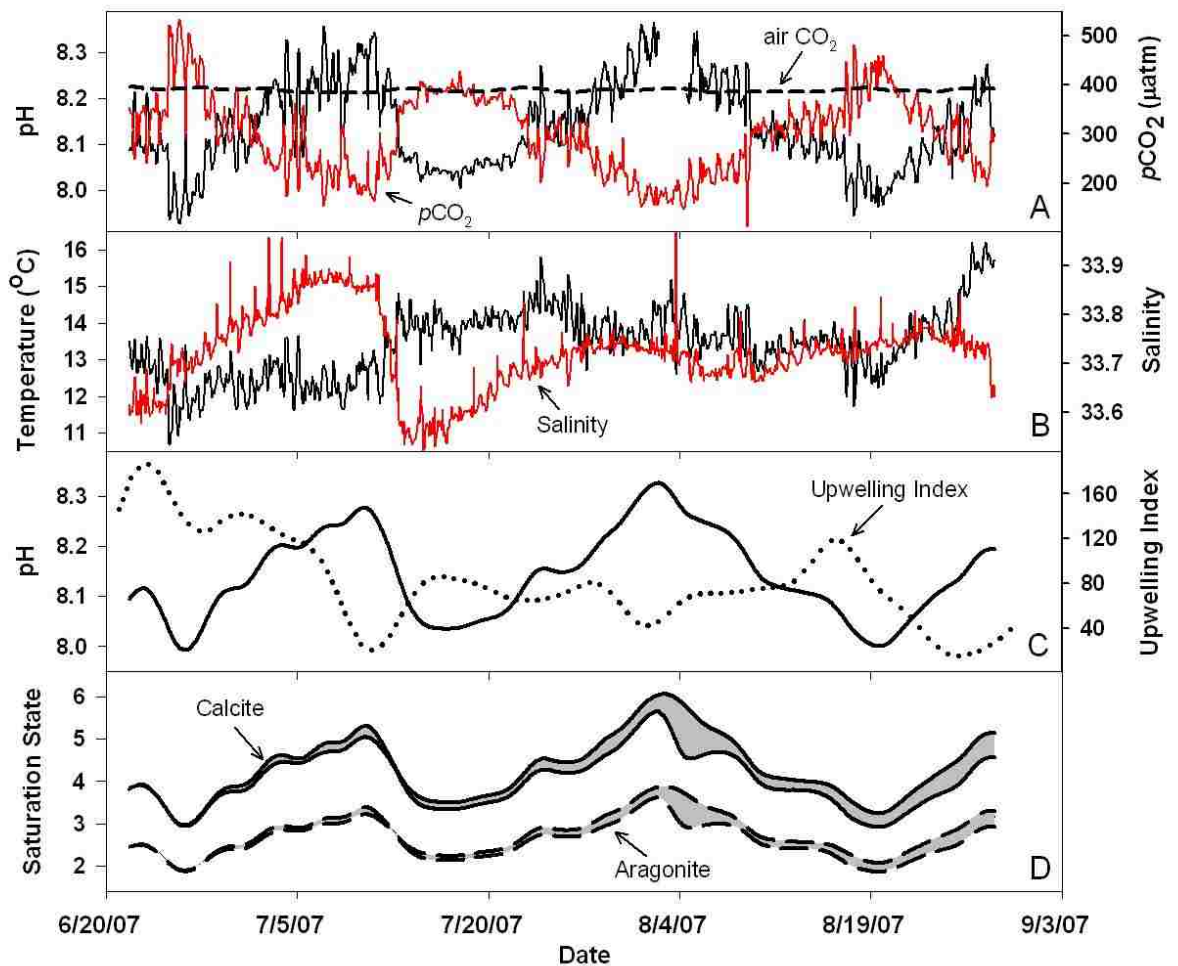 8.3
8.2
8.1
8.0
pH
air CO2
pCO2
500
400
300
200
pCO2 (µatm)
A
16
15
14
13
12
11
Temperature (°C)
Salinity
33.9
33.8
33.7
33.6
Salinity
B
8.3
8.2
8.1
8.0
pH
Upwelling Index
160
120
80
40
Upwelling Index
C
6
5
4
3
2
Saturation State
Calcite
Aragonite
D
6/20/07
7/5/07
7/20/07
8/4/07
8/19/07
9/3/07
Date